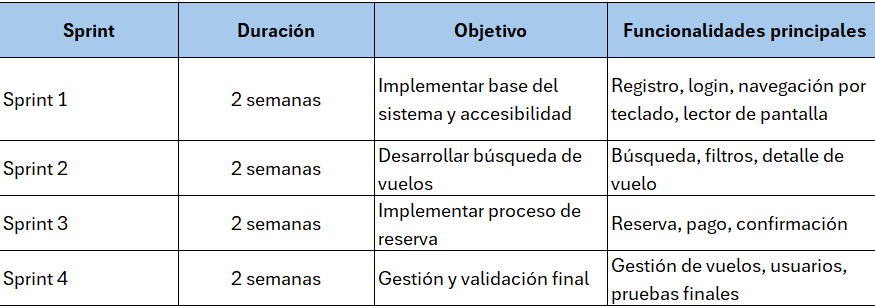 Sprint Duración Objetivo Funcionalidades principales
Sprint 1 2 semanas Implementar base del sistema y accesibilidad Registro, login, navegación por teclado, lector de pantalla
Sprint 2 2 semanas Desarrollar búsqueda de vuelos Búsqueda, filtros, detalle de vuelo
Sprint 3 2 semanas Implementar proceso de reserva Reserva, pago, confirmación
Sprint 4 2 semanas Gestión y validación final Gestión de vuelos, usuarios, pruebas finales